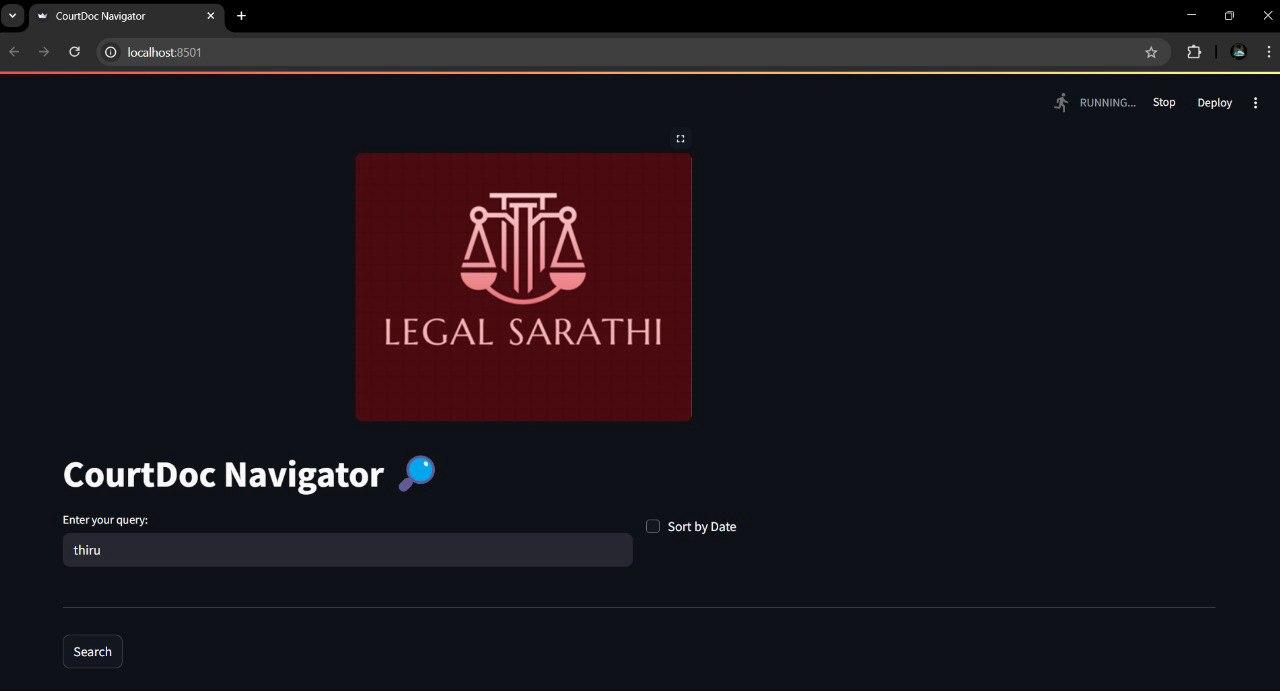 CourtDoc Navigator
localhost:8501
RUNNING... Stop Deploy
LEGAL SARATHI
CourtDoc Navigator
Enter your query:
Sort by Date
thiru
Search